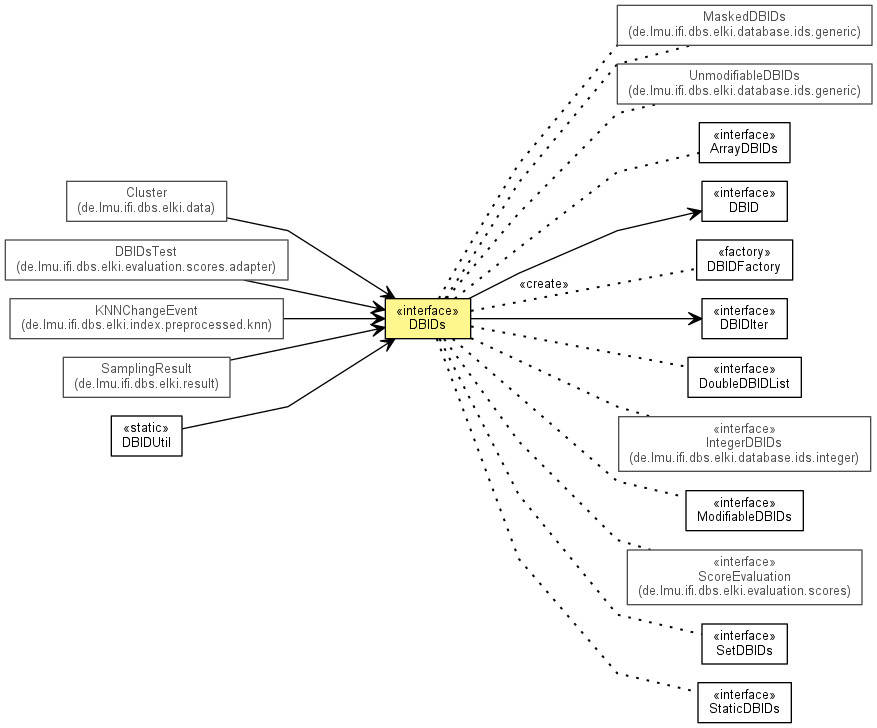 MaskedDBIDs
(de.lmu.ifi.dbs.elki.database.ids.generic)
UnmodifiableDBIDs
(de.lmu.ifi.dbs.elki.database.ids.generic)
«interface»
ArrayDBIDs
Cluster
(de.lmu.ifi.dbs.elki.data)
«interface»
DBID
DBIDsTest
(de.lmu.ifi.dbs.elki.evaluation.scores.adapter)
«factory»
DBIDFactory
«create»
KNNChangeEvent
(de.lmu.ifi.dbs.elki.index.preprocessed.knn)
«interface»
DBIDs
«interface»
DBIDIter
SamplingResult
(de.lmu.ifi.dbs.elki.result)
«interface»
DoubleDBIDList
«static»
DBIDUtil
«interface»
IntegerDBIDs
(de.lmu.ifi.dbs.elki.database.ids.integer)
«interface»
ModifiableDBIDs
«interface»
ScoreEvaluation
(de.lmu.ifi.dbs.elki.evaluation.scores)
«interface»
SetDBIDs
«interface»
StaticDBIDs